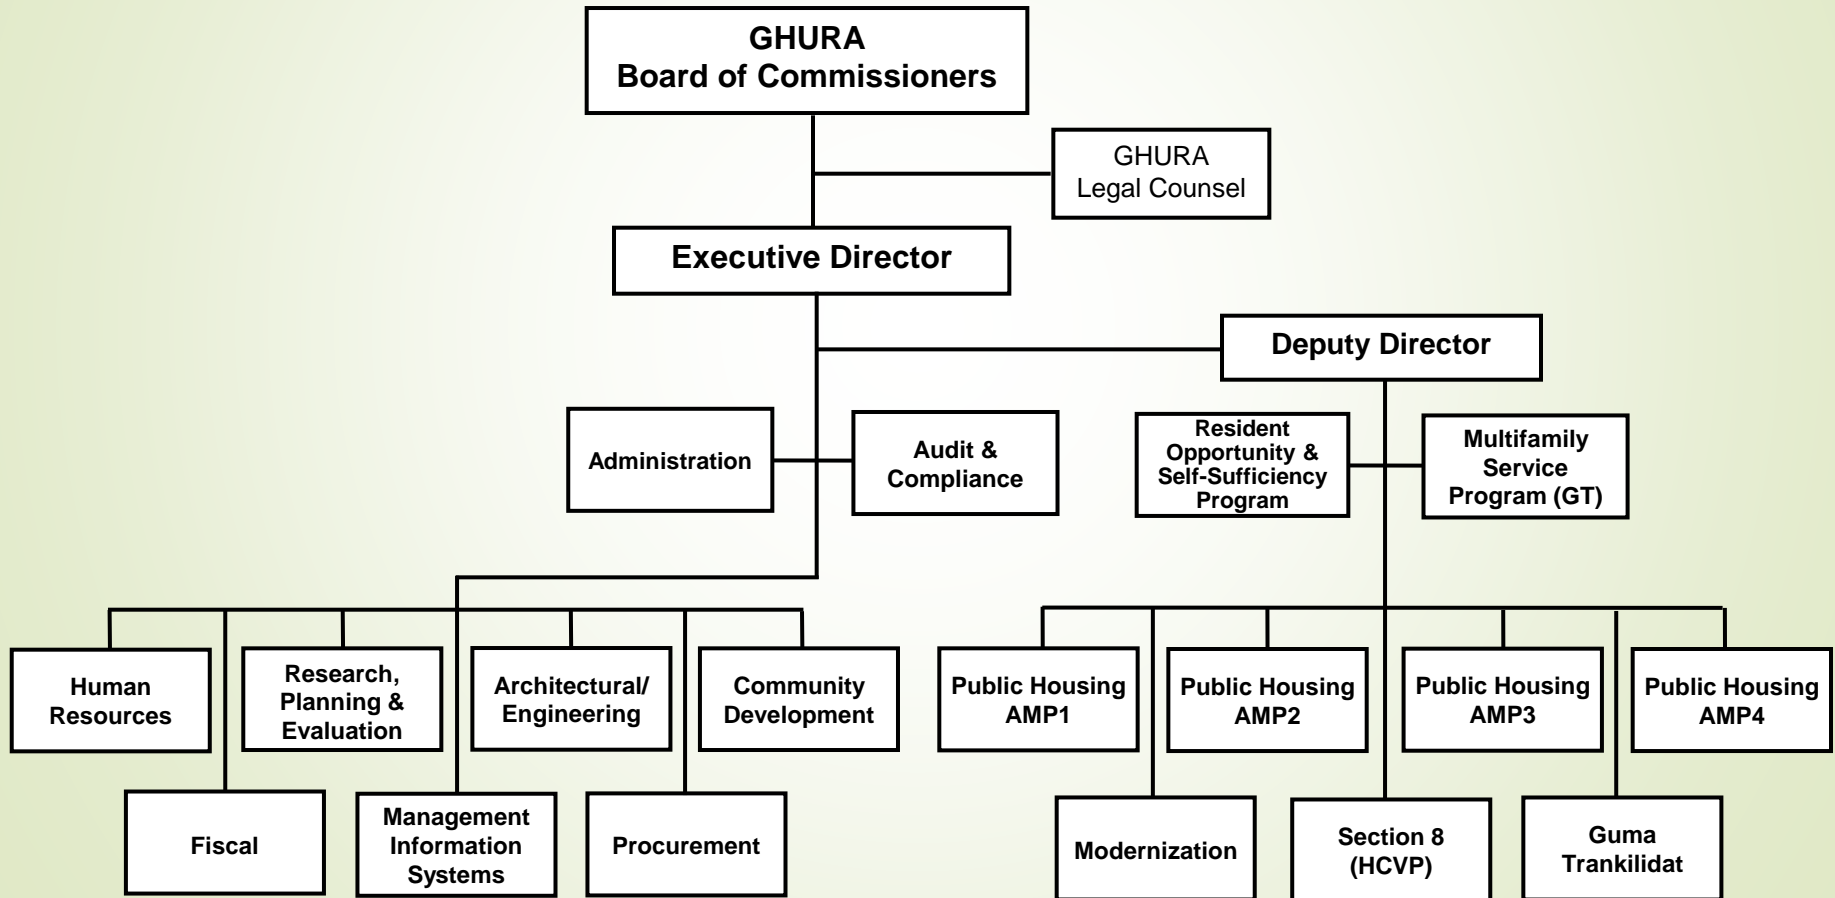 GHURA
Board of Commissioners
GHURA
Legal Counsel
Executive Director
Deputy Director
Administration
Audit &
Compliance
Resident
Opportunity &
Self-Sufficiency
Program
Multifamily
Service
Program (GT)
Human
Resources
Research,
Planning &
Evaluation
Architectural/
Engineering
Community
Development
Public Housing
AMP1
Public Housing
AMP2
Public Housing
AMP3
Public Housing
AMP4
Fiscal
Management
Information
Systems
Procurement
Modernization
Section 8
(HCVP)
Guma
Trankilidat